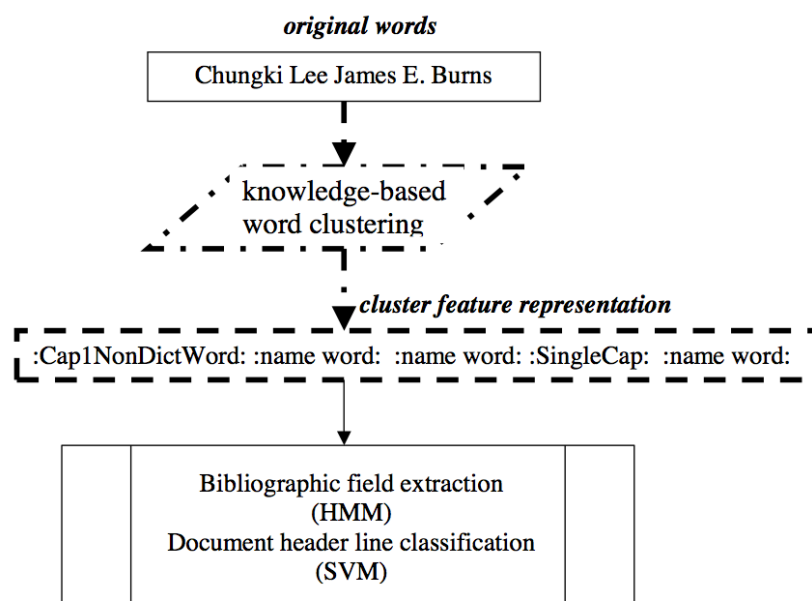 original words
Chungki Lee James E. Burns
knowledge-based
word clustering
cluster feature representation
:Cap1NonDictWord: :name word: :name word: :SingleCap: :name word:
Bibliographic field extraction
(HMM)
Document header line classification
(SVM)